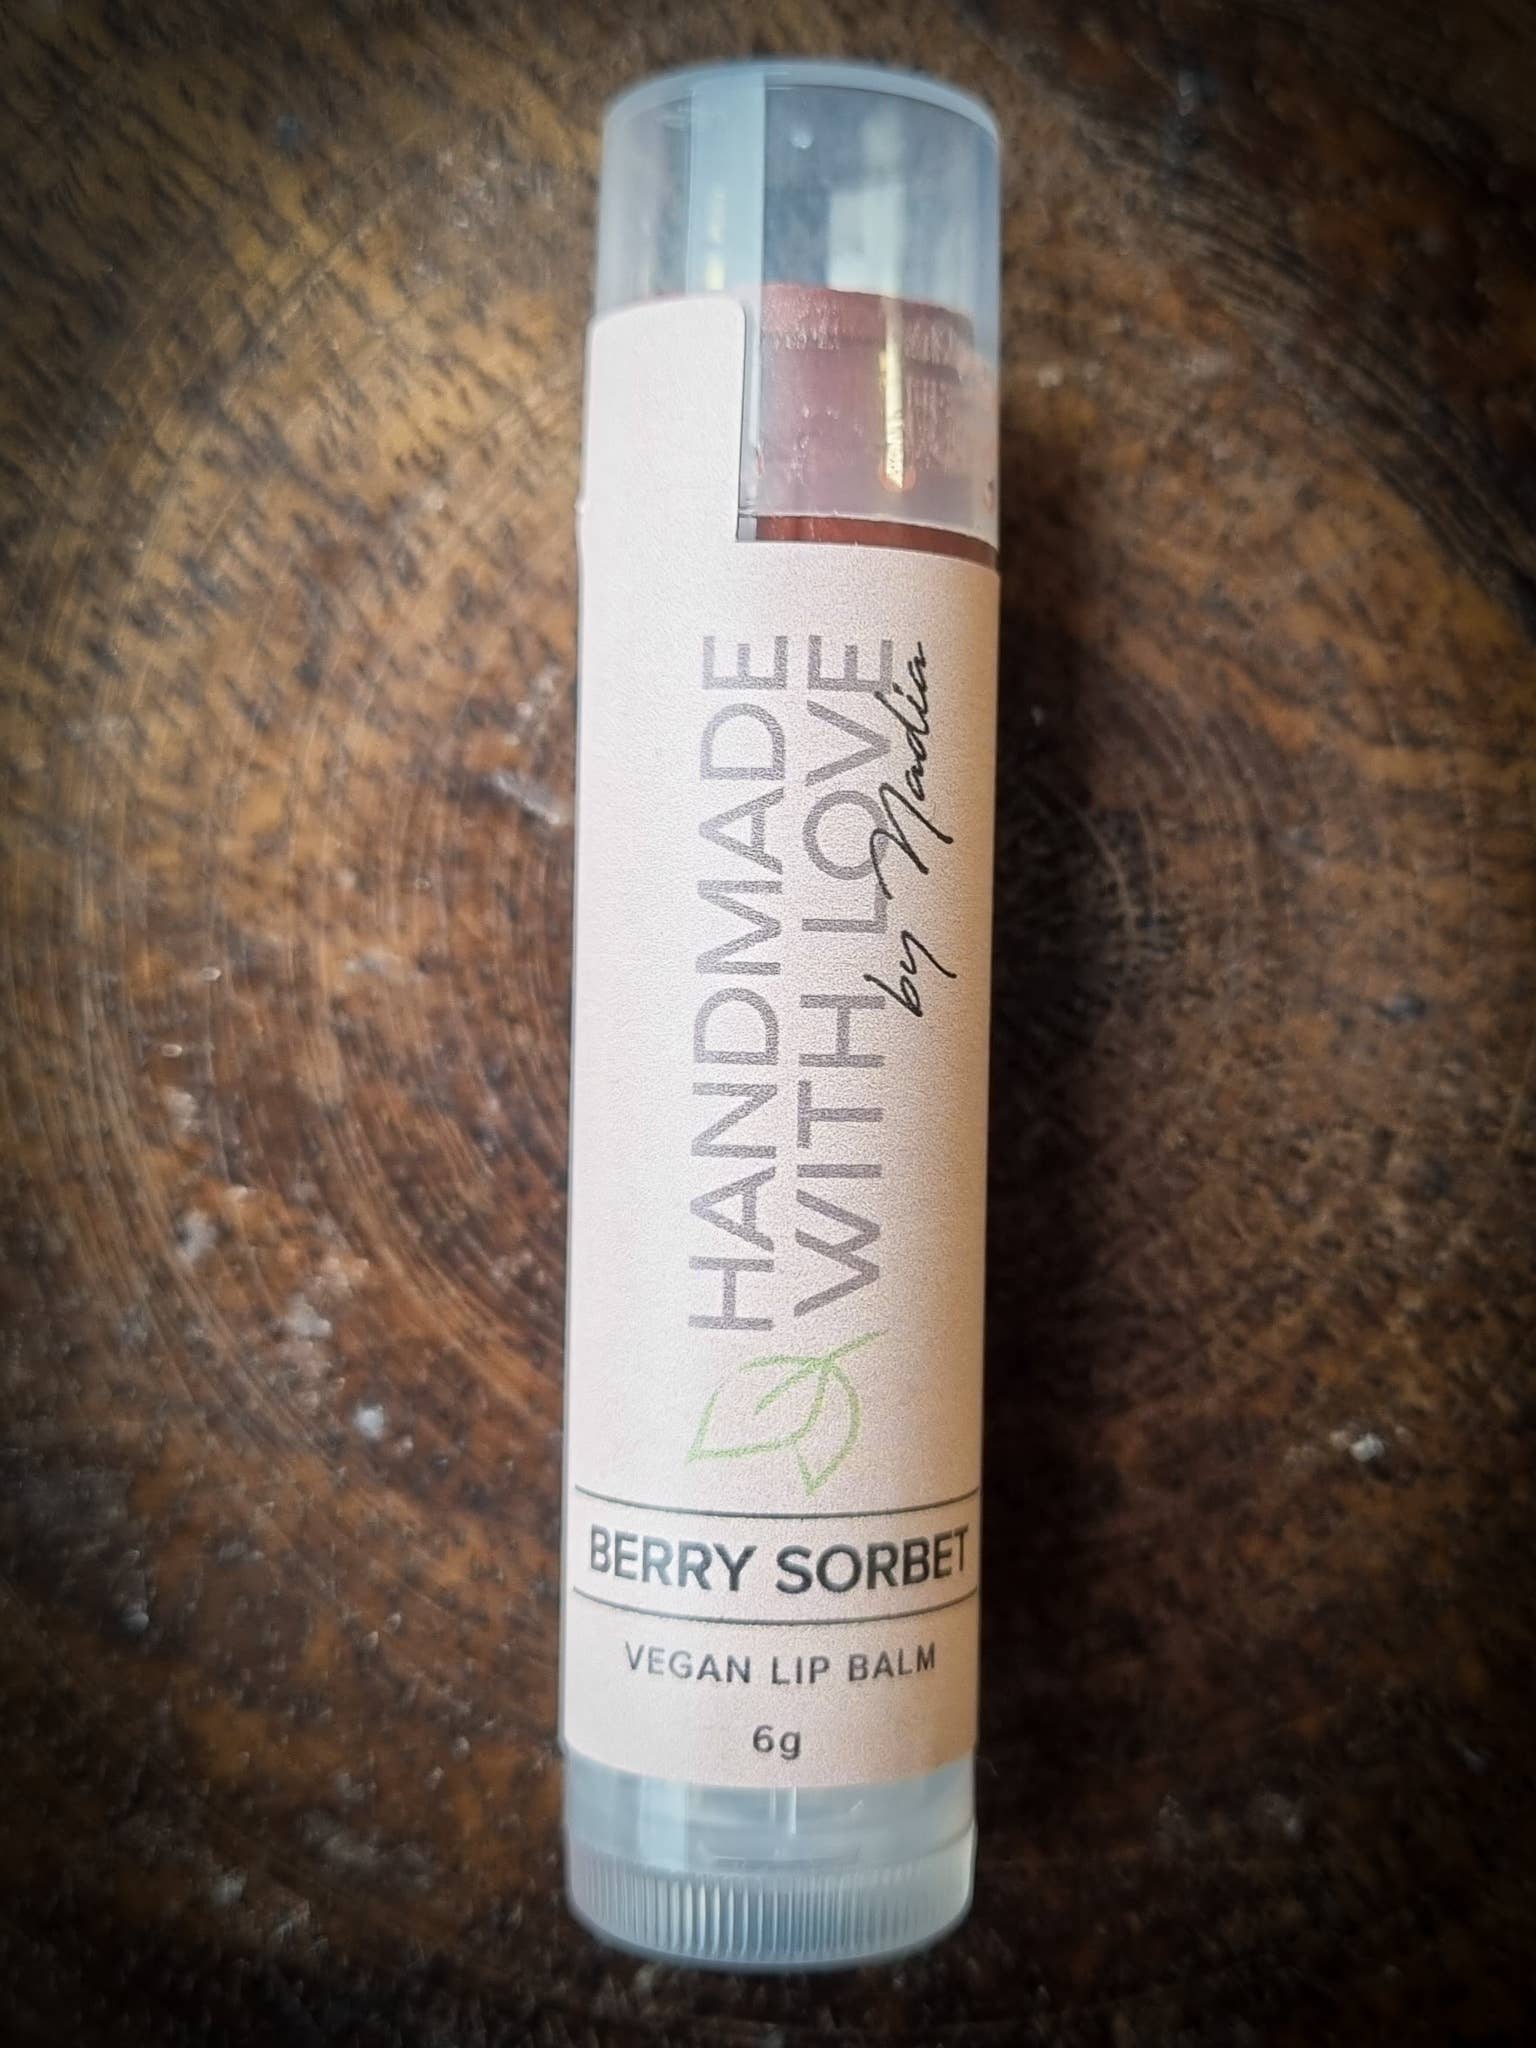 HANDMADE
WITH LOVE
by Nadia
BERRY SORBET
VEGAN LIP BALM
6g